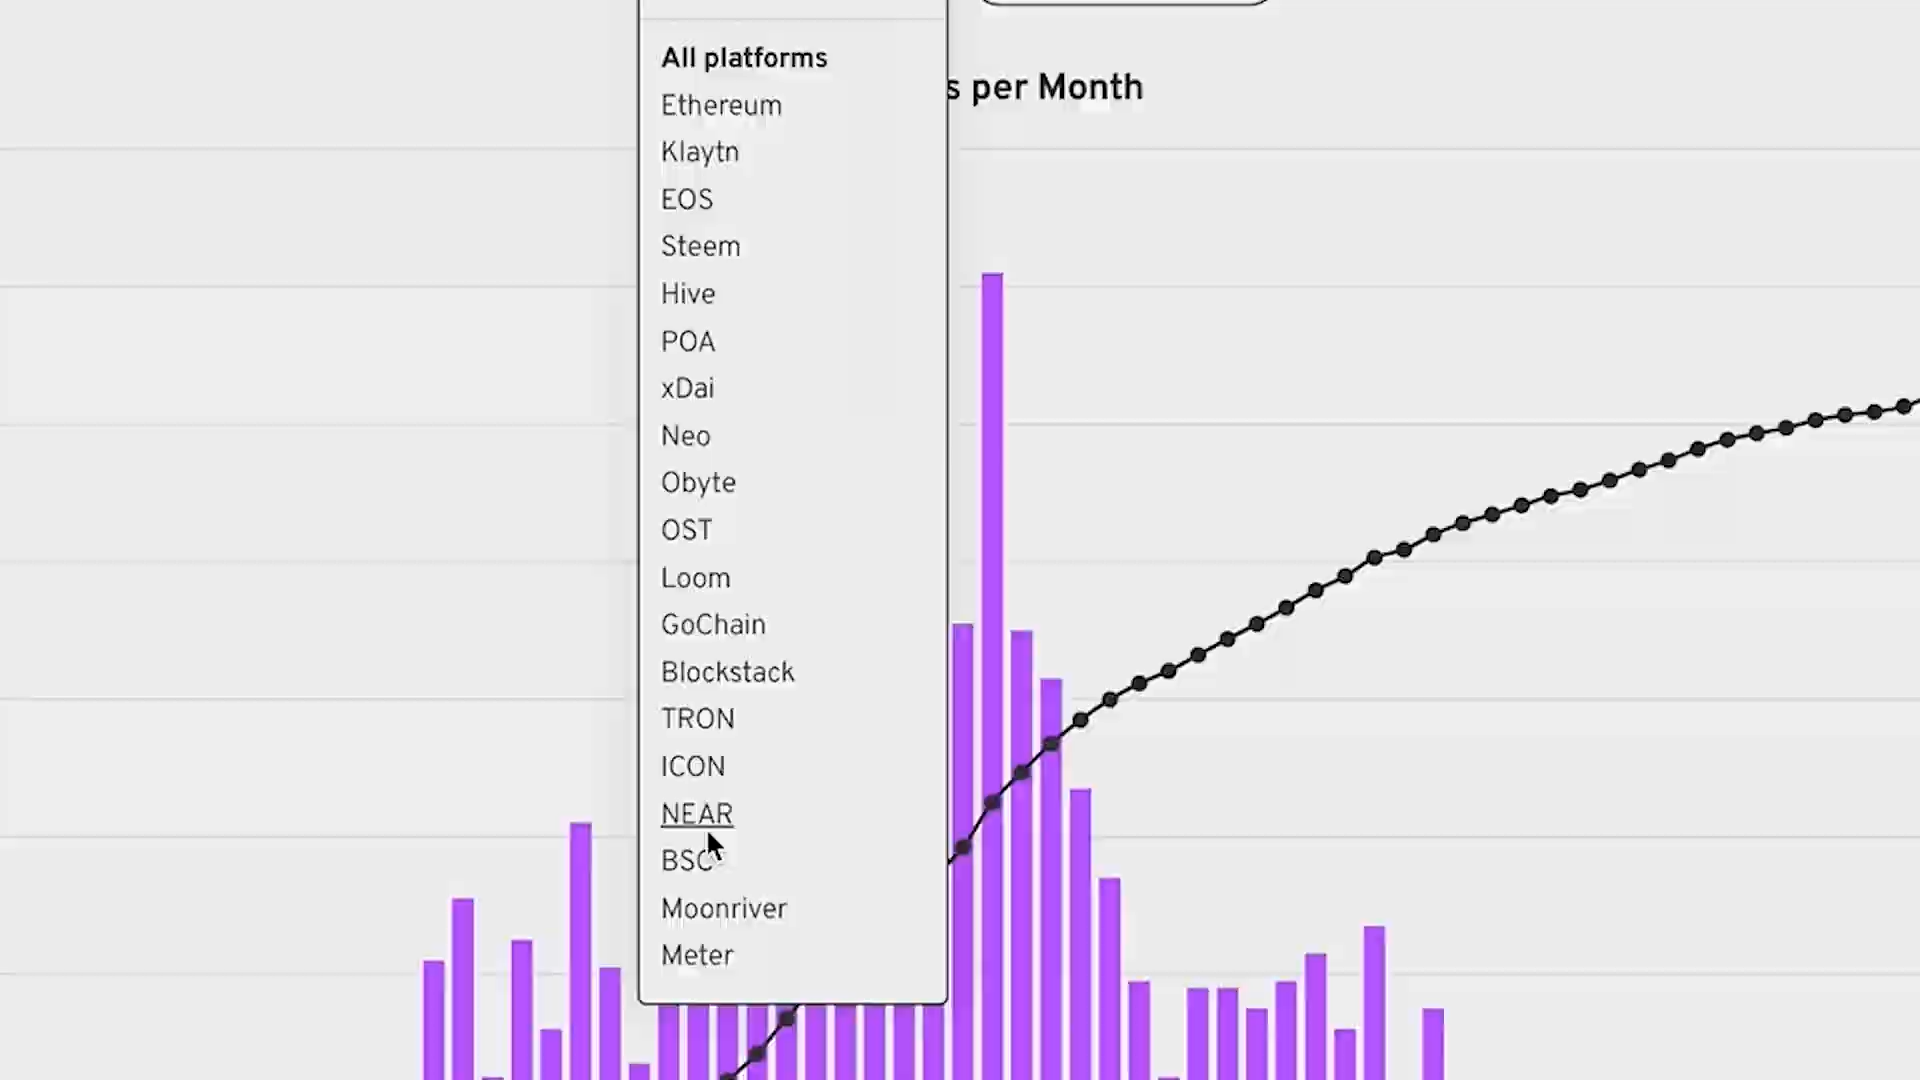 All platforms
s per Month
Ethereum
Klaytn
EOS
Steem
Hive
POA
xDai
Neo
Obyte
OST
Loom
GoChain
Blockstack
TRON
ICON
NEAR
BSC
Moonriver
Meter